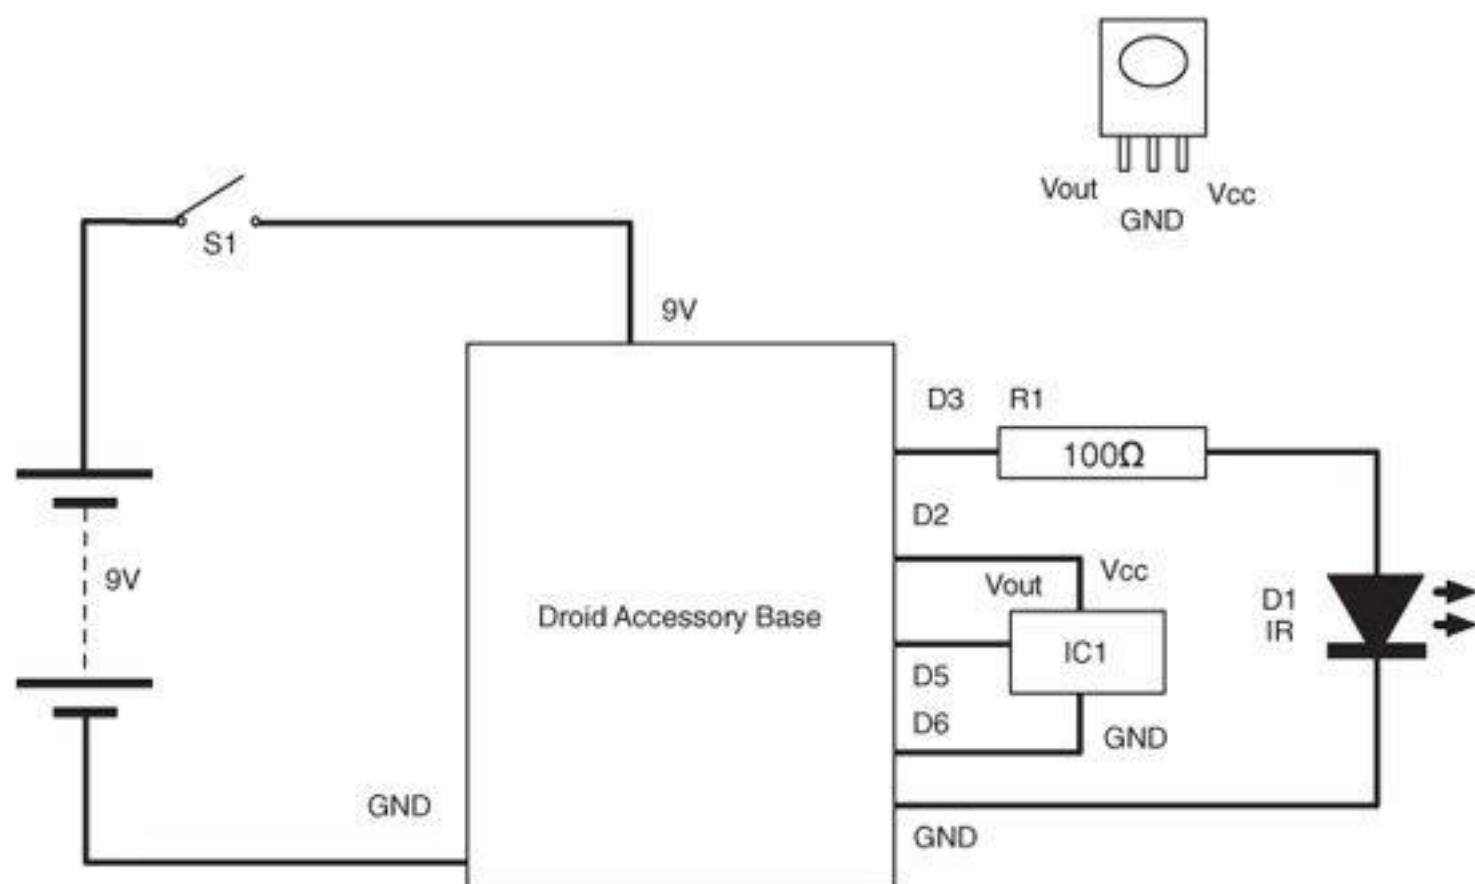 Vout
Vcc
GND
S1
9V
D3
R1
100Ω
D2
Vout
Vcc
9V
Droid Accessory Base
IC1
D1
IR
D5
D6
GND
GND
GND